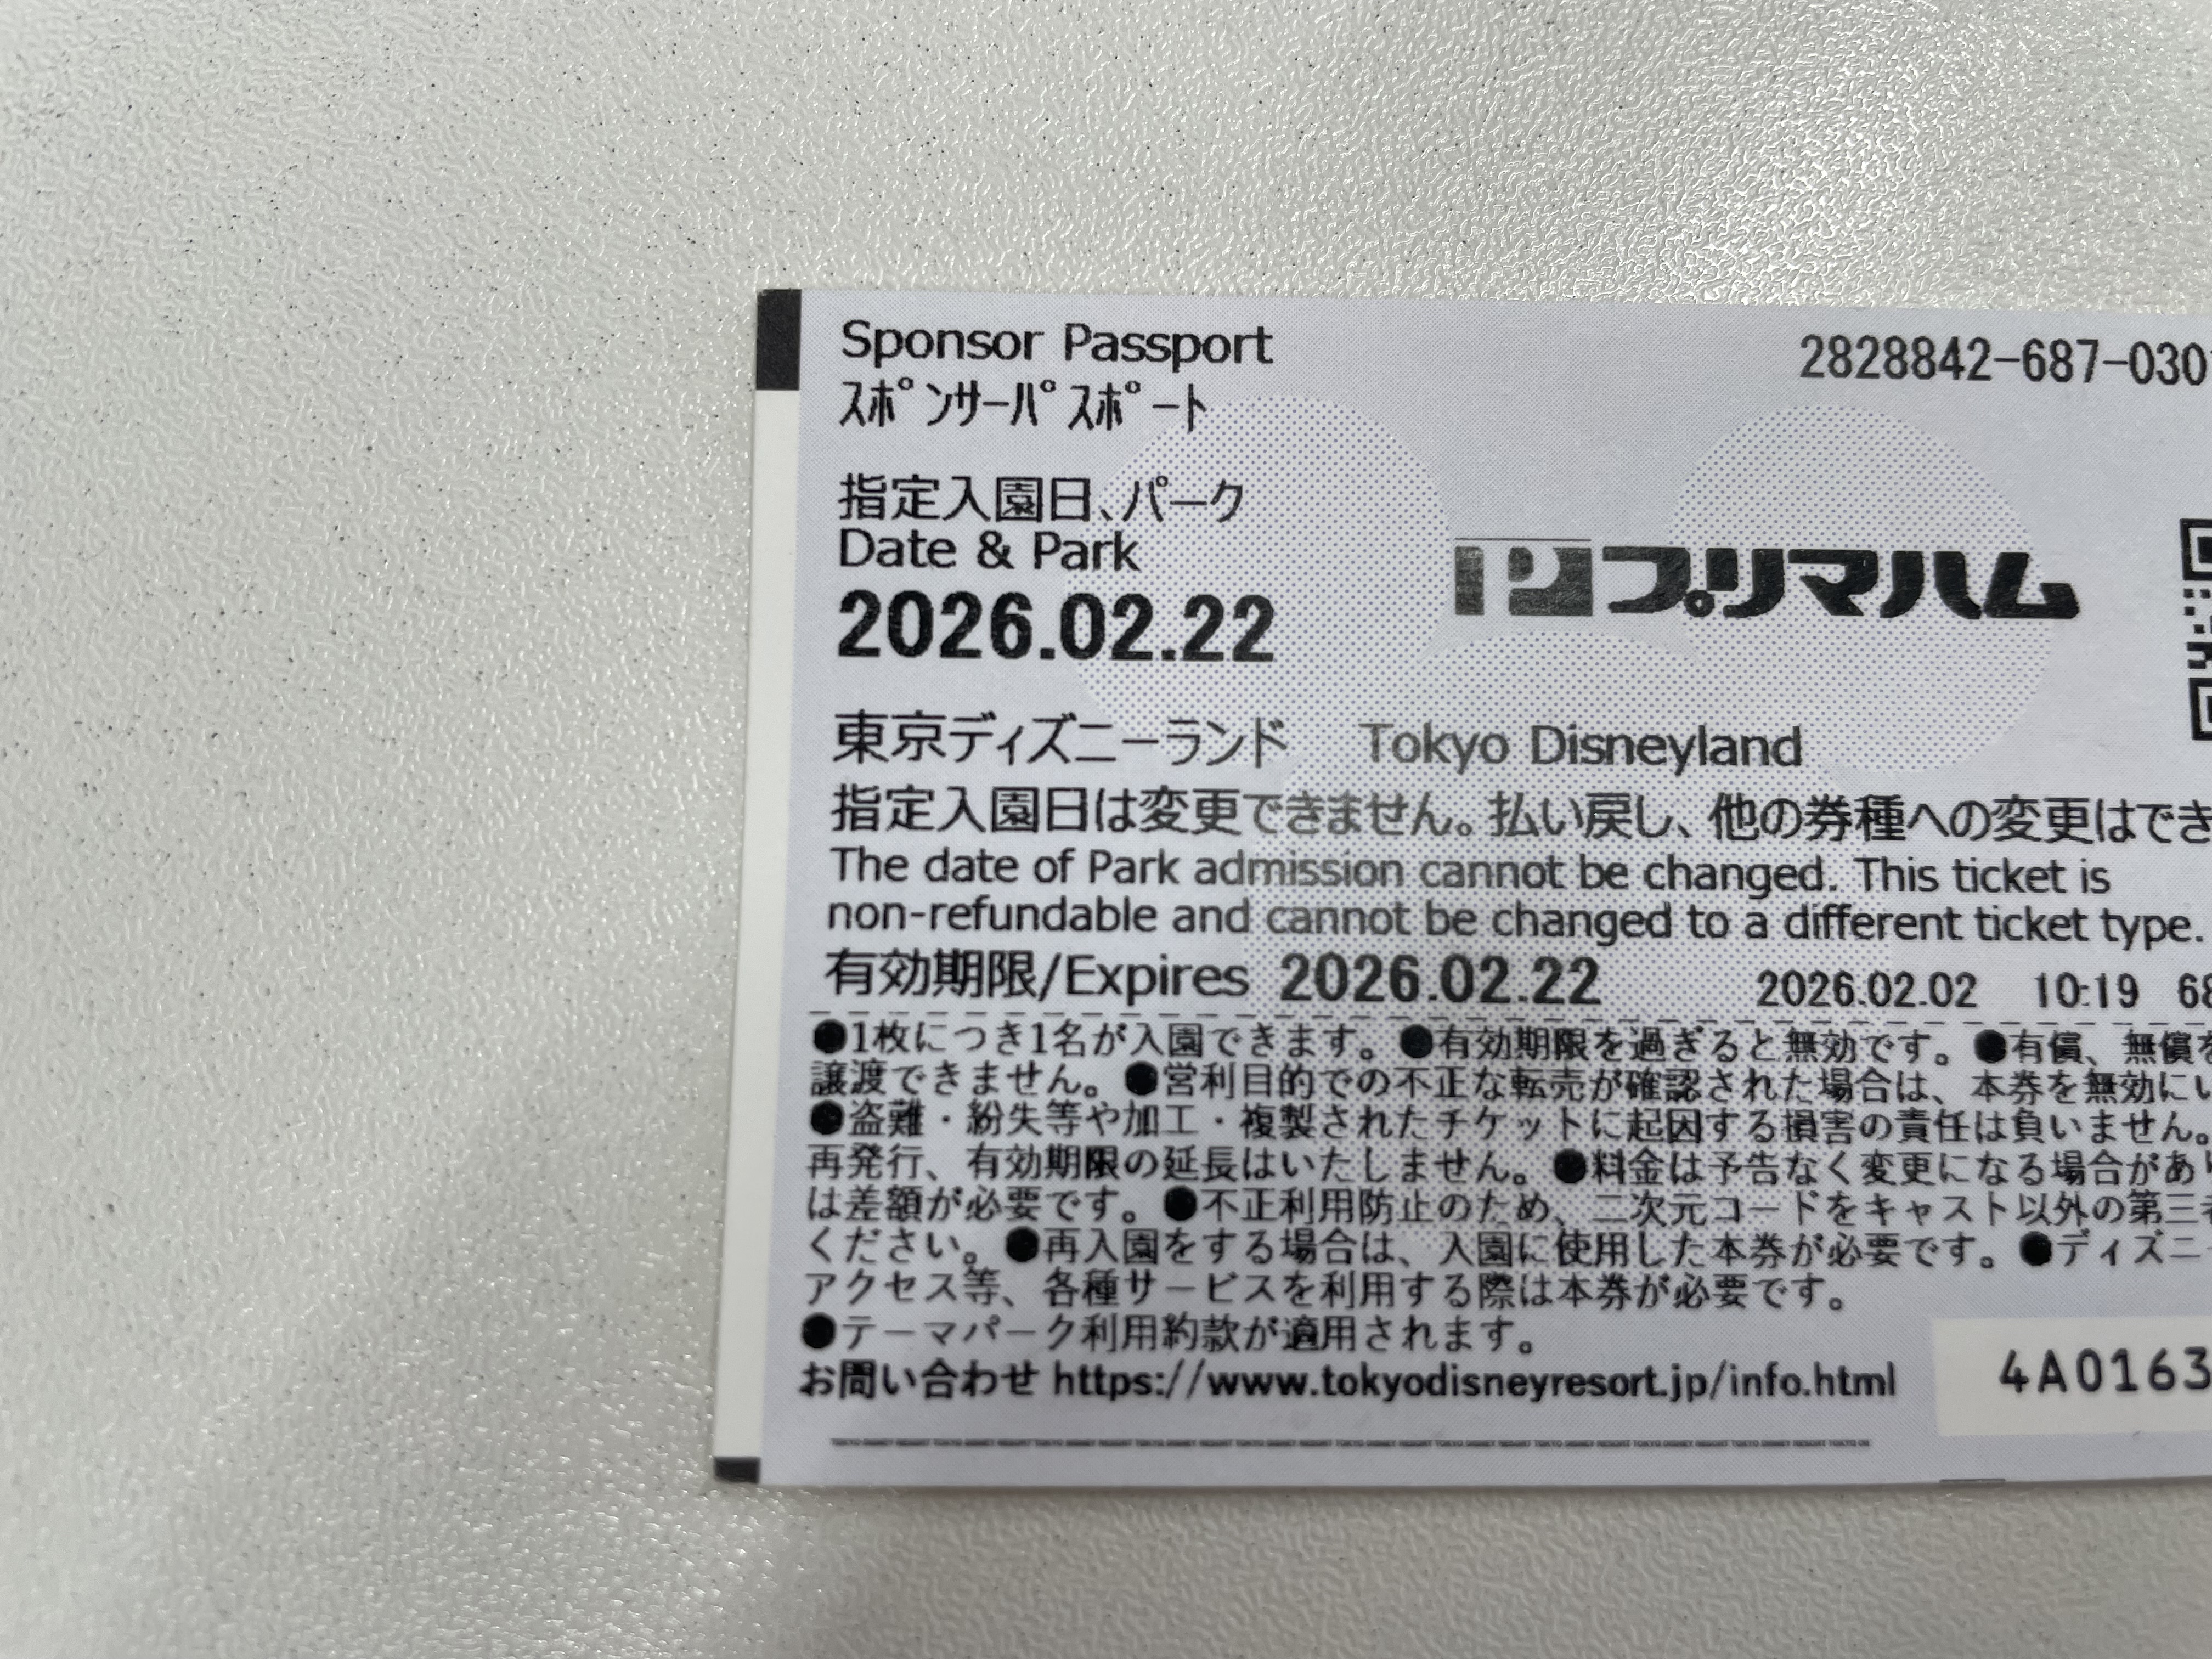 Sponsor Passport
2828842-687-030
スポンサーパスポート
指定入園日、パーク
Date & Park
2026.02.22
P プリマハム
東京ディズニーランド Tokyo Disneyland
指定入園日は変更できません。払い戻し、他の券種への変更はでき
The date of Park admission cannot be changed. This ticket is
non-refundable and cannot be changed to a different ticket type.
有効期限/Expires 2026.02.22 2026.02.02 10:19 68
●1枚につき1名が入園できます。●有効期限を過ぎると無効です。●有償、無償を
譲渡できません。●営利目的での不正な転売が確認された場合は、本券を無効にい
●盗難・紛失等や加工・複製されたチケットに起因する損害の責任は負いません。
再発行、有効期限の延長はいたしません。●料金は予告なく変更になる場合があり
は差額が必要です。●不正利用防止のため、二次元コードをキャスト以外の第三者
ください。●再入園をする場合は、入園に使用した本券が必要です。●ディズニー
アクセス等、各種サービスを利用する際は本券が必要です。
●テーマパーク利用約款が適用されます。
お問い合わせ https://www.tokyodisneyresort.jp/info.html
4A0163